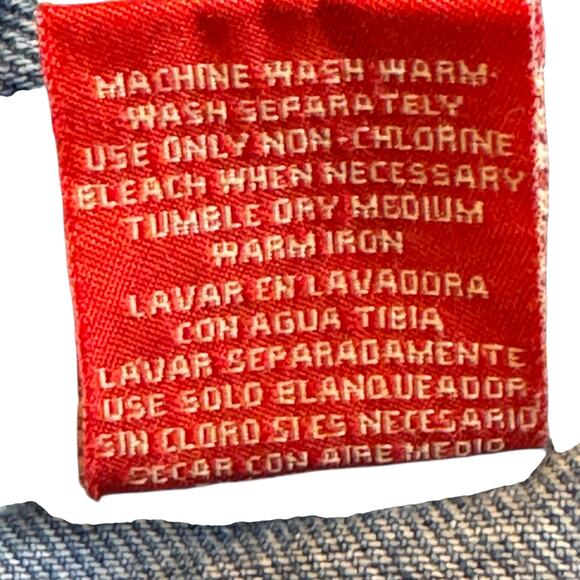 MACHINE WASH WARM
WASH SEPARATELY
USE ONLY NON-CHLORINE
BLEACH WHEN NECESSARY
TUMBLE DRY MEDIUM
WARM IRON
LAVAR EN LAVADORA
CON AGUA TIBIA
LAVAR SEPARADAMENTE
USE SOLO BLANQUEADOR
SIN CLORO SI ES NECESARIO
SECAR CON AIRE MEDIO